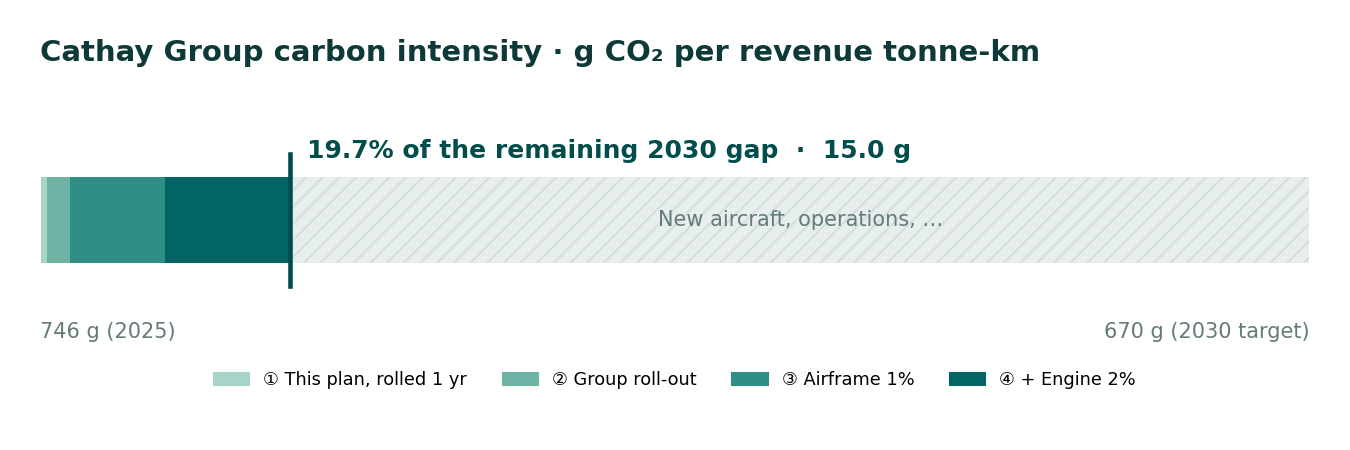 Cathay Group carbon intensity · g CO₂ per revenue tonne-km
19.7% of the remaining 2030 gap · 15.0 g
New aircraft, operations, ...
746 g (2025)
670 g (2030 target)
① This plan, rolled 1 yr
② Group roll-out
③ Airframe 1%
④ + Engine 2%